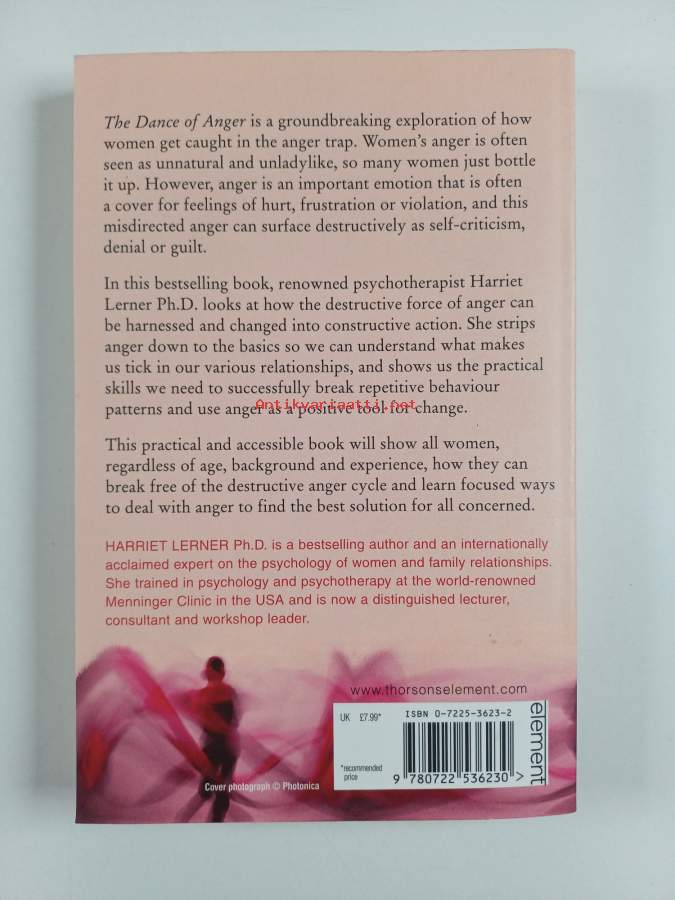 The Dance of Anger is a groundbreaking exploration of how
women get caught in the anger trap. Women's anger is often
seen as unnatural and unladylike, so many women just bottle
it up. However, anger is an important emotion that is often
a cover for feelings of hurt, frustration or violation, and this
misdirected anger can surface destructively as self-criticism,
denial or guilt.
In this bestselling book, renowned psychotherapist Harriet
Lerner Ph.D. looks at how the destructive force of anger can
be harnessed and changed into constructive action. She strips
anger down to the basics so we can understand what makes
us tick in our various relationships, and shows us the practical
skills we need to successfully break repetitive behaviour
patterns and use anger as a positive tool for change.
Antikvariaatti.net
This practical and accessible book will show all women,
regardless of age, background and experience, how they can
break free of the destructive anger cycle and learn focused ways
to deal with anger to find the best solution for all concerned.
HARRIET LERNER Ph.D. is a bestselling author and an internationally
acclaimed expert on the psychology of women and family relationships.
She trained in psychology and psychotherapy at the world-renowned
Menninger Clinic in the USA and is now a distinguished lecturer,
consultant and workshop leader.
www.thorsonselement.com
UK £7.99*
ISBN 0-7225-3623-2
*recommended
price
9 780722 536230 >
element
Cover photograph © Photonica